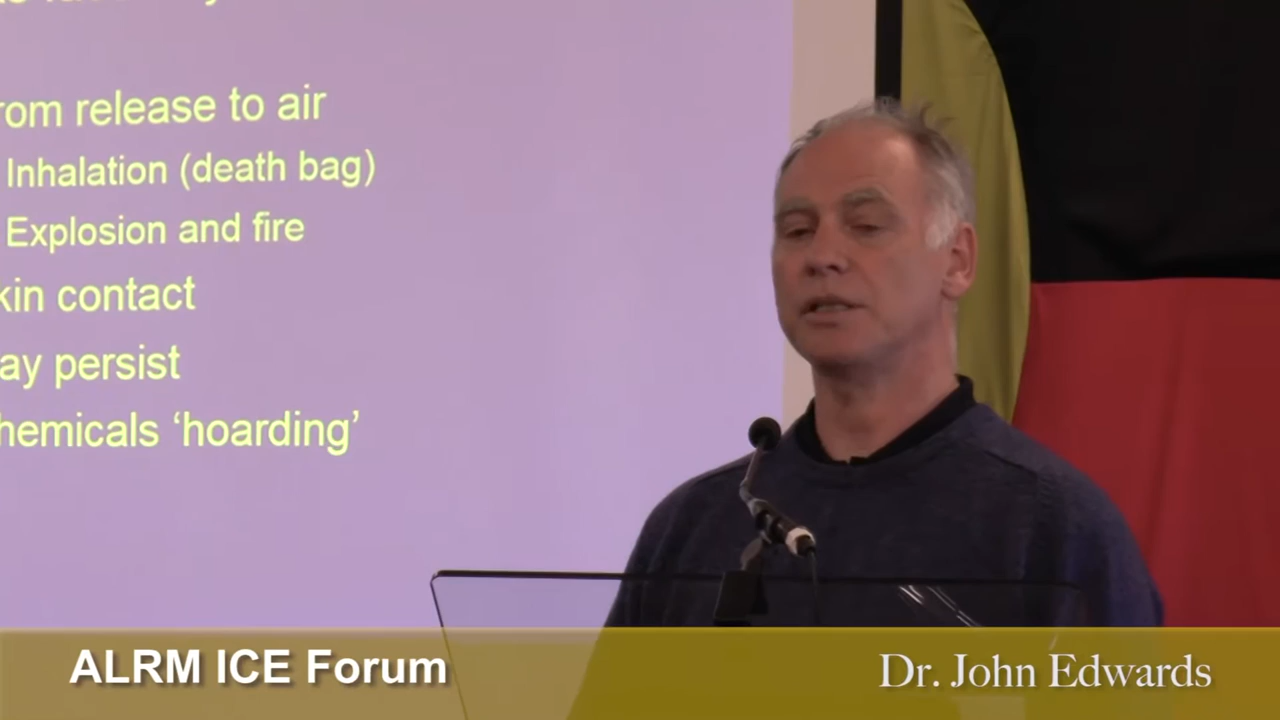 rom release to air
Inhalation (death bag)
Explosion and fire
kin contact
ay persist
hemicals ‘hoarding’
ALRM ICE Forum
Dr. John Edwards